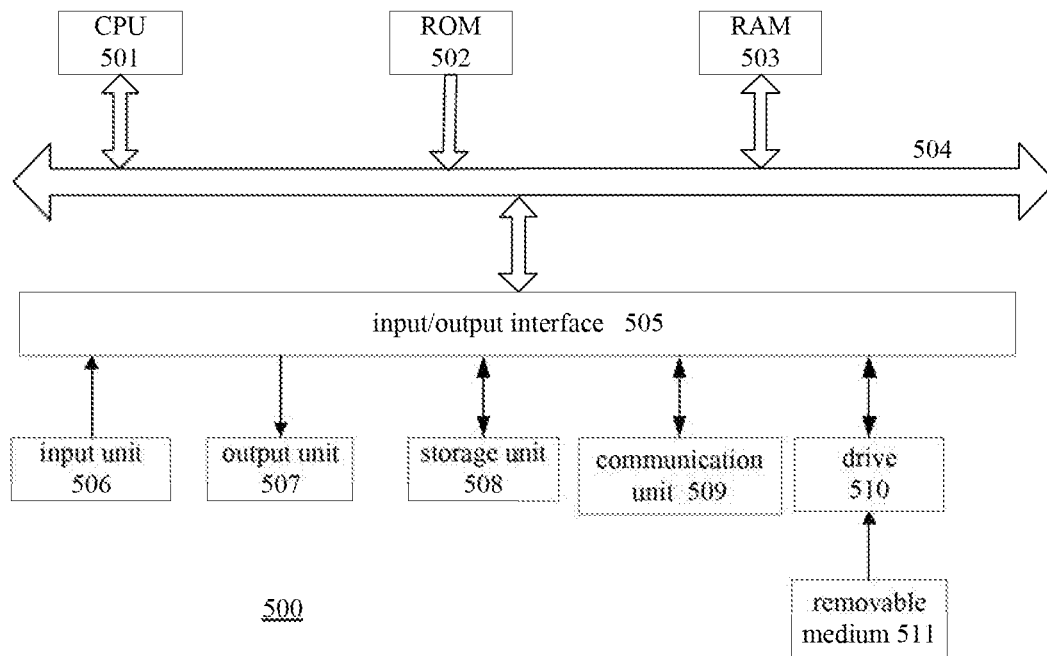 CPU
501
ROM
502
RAM
503
504
input/output interface 505
input unit
506
output unit
507
storage unit
508
communication
unit 509
drive
510
500
removable
medium 511